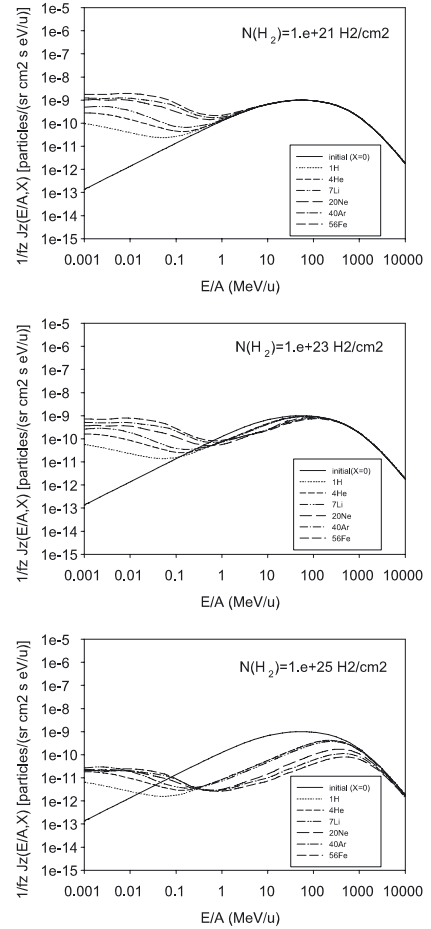 N(H2)=1.e+21 H2/cm2
1/fz Jz(E/A,X) [particles/(sr cm2 s eV/u)]
1e-5
1e-6
1e-7
1e-8
1e-9
1e-10
1e-11
1e-12
1e-13
1e-14
1e-15
initial (X=0)
1H
4He
7Li
20Ne
40Ar
56Fe
0.001 0.01 0.1 1 10 100 1000 10000
E/A (MeV/u)
N(H2)=1.e+23 H2/cm2
1/fz Jz(E/A,X) [particles/(sr cm2 s eV/u)]
1e-5
1e-6
1e-7
1e-8
1e-9
1e-10
1e-11
1e-12
1e-13
1e-14
1e-15
initial(X=0)
1H
4He
7Li
20Ne
40Ar
56Fe
0.001 0.01 0.1 1 10 100 1000 10000
E/A (MeV/u)
N(H2)=1.e+25 H2/cm2
1/fz Jz(E/A,X) [particles/(sr cm2 s eV/u)]
1e-5
1e-6
1e-7
1e-8
1e-9
1e-10
1e-11
1e-12
1e-13
1e-14
1e-15
initial (X=0)
1H
4He
7Li
20Ne
40Ar
56Fe
0.001 0.01 0.1 1 10 100 1000 10000
E/A (MeV/u)